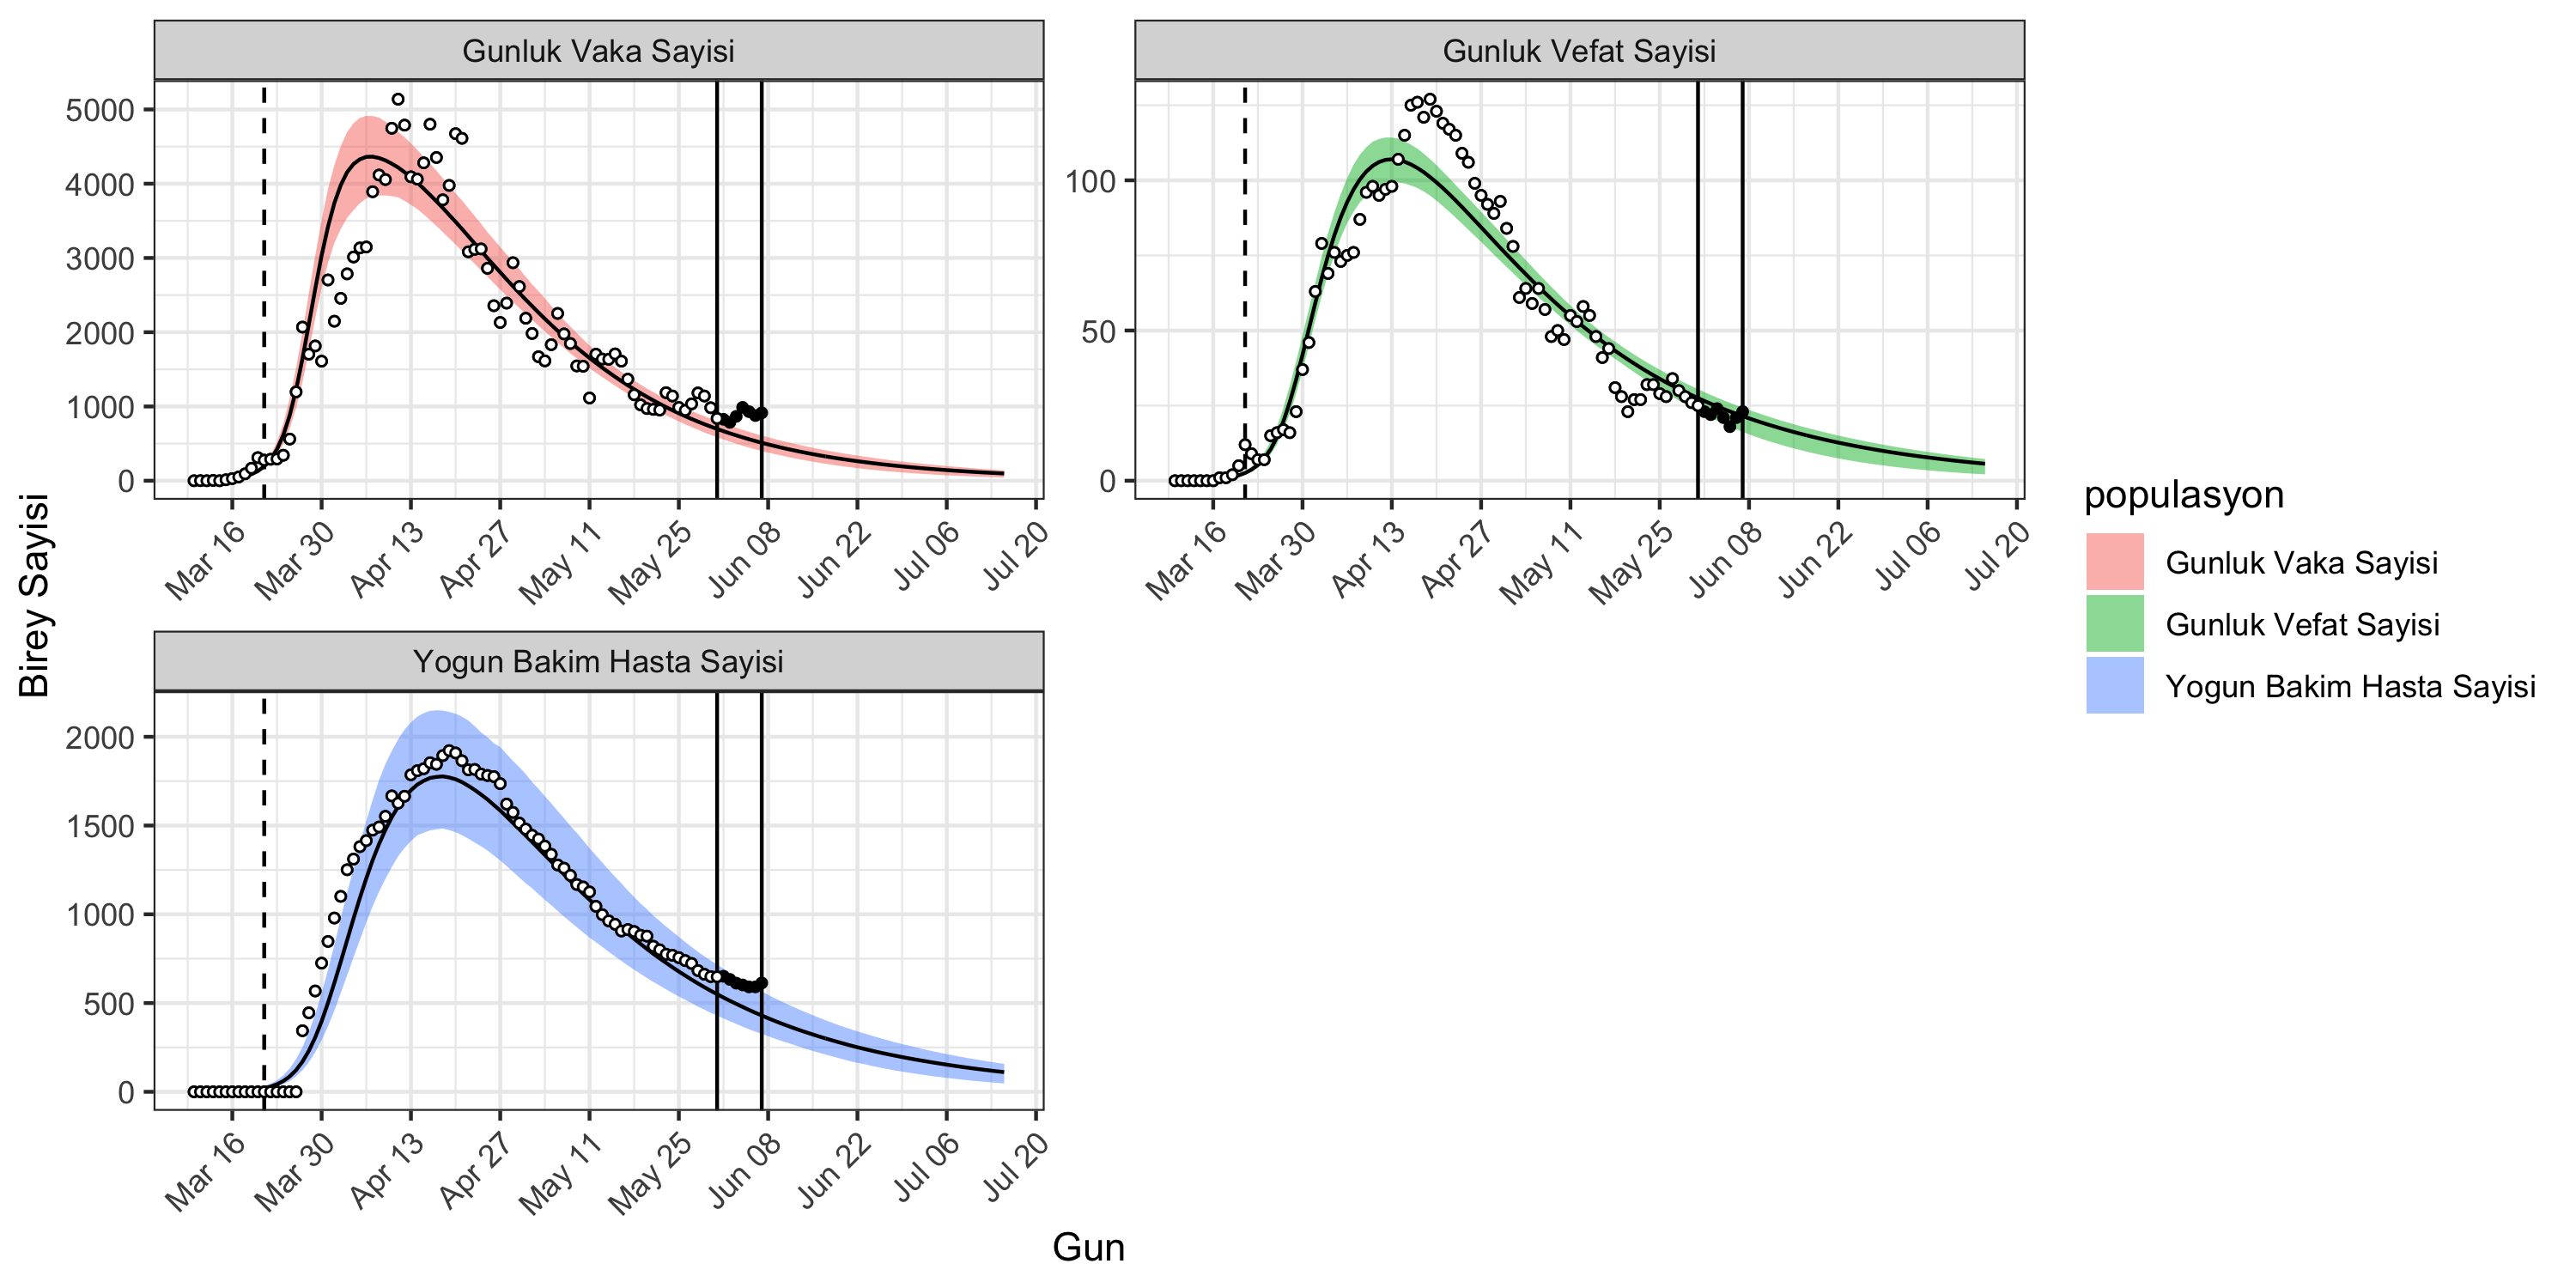 Gunluk Vaka Sayisi
5000
4000
3000
2000
1000
0
Mar 16 Mar 30 Apr 13 Apr 27 May 11 May 25 Jun 08 Jun 22 Jul 06 Jul 20
Gunluk Vefat Sayisi
100
50
0
Mar 16 Mar 30 Apr 13 Apr 27 May 11 May 25 Jun 08 Jun 22 Jul 06 Jul 20
Yogun Bakim Hasta Sayisi
2000
1500
1000
500
0
Mar 16 Mar 30 Apr 13 Apr 27 May 11 May 25 Jun 08 Jun 22 Jul 06 Jul 20
Birey Sayisi
Gun
populasyon
Gunluk Vaka Sayisi
Gunluk Vefat Sayisi
Yogun Bakim Hasta Sayisi